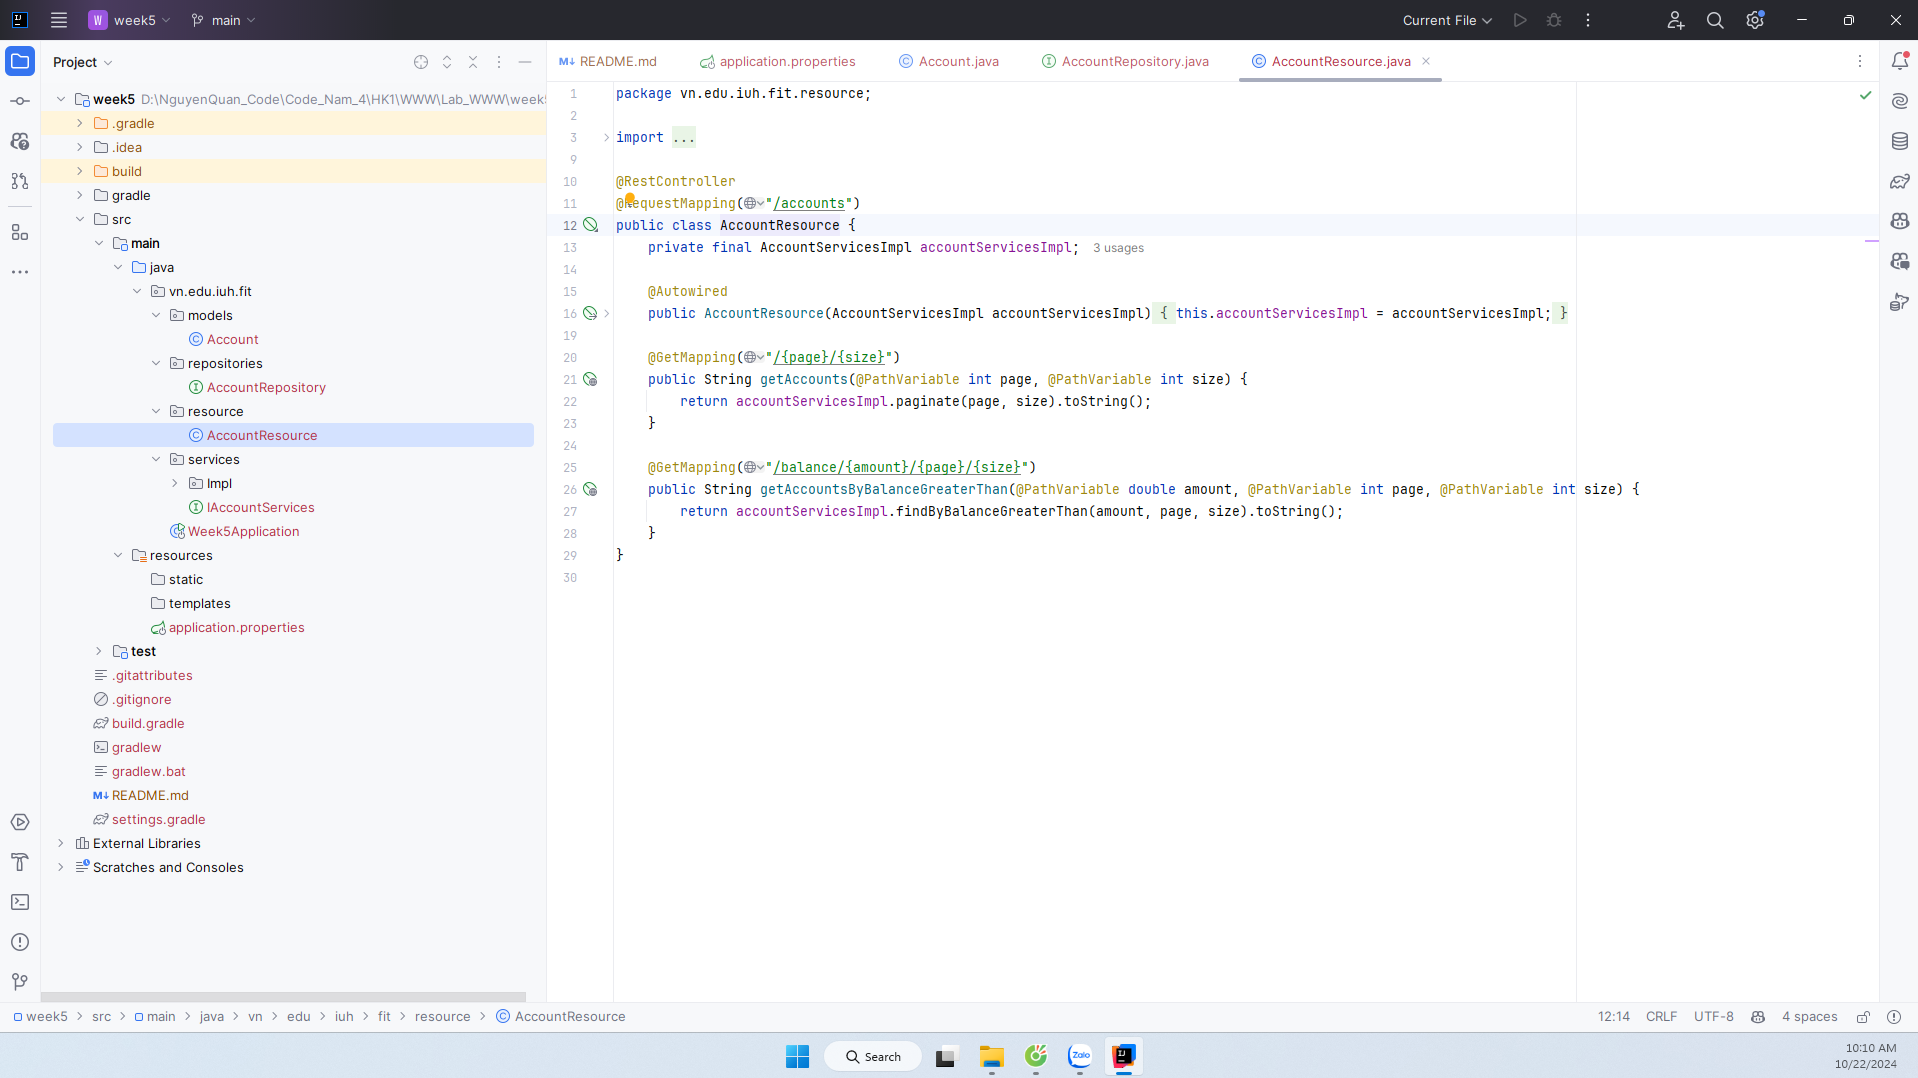 W week5 main Current File
Project
README.md application.properties Account.java AccountRepository.java AccountResource.java
week5 D:\NguyenQuan_Code\Code_Nam_4\HK1\WWW\Lab_WWW\week5
.gradle
.idea
build
gradle
src
main
java
vn.edu.iuh.fit
models
Account
repositories
AccountRepository
resource
AccountResource
services
Impl
IAccountServices
Week5Application
resources
static
templates
application.properties
test
.gitattributes
.gitignore
build.gradle
gradlew
gradlew.bat
README.md
settings.gradle
External Libraries
Scratches and Consoles
1 package vn.edu.iuh.fit.resource;
2
3 import ...
9
10 @RestController
11 @RequestMapping("/accounts")
12 public class AccountResource {
13 private final AccountServicesImpl accountServicesImpl; 3 usages
14
15 @Autowired
16 public AccountResource(AccountServicesImpl accountServicesImpl) { this.accountServicesImpl = accountServicesImpl; }
19
20 @GetMapping("/{page}/{size}")
21 public String getAccounts(@PathVariable int page, @PathVariable int size) {
22 return accountServicesImpl.paginate(page, size).toString();
23 }
24
25 @GetMapping("/balance/{amount}/{page}/{size}")
26 public String getAccountsByBalanceGreaterThan(@PathVariable double amount, @PathVariable int page, @PathVariable int size) {
27 return accountServicesImpl.findByBalanceGreaterThan(amount, page, size).toString();
28 }
29 }
30
week5 > src > main > java > vn > edu > iuh > fit > resource > AccountResource 12:14 CRLF UTF-8 4 spaces
Search
Zalo
10:10 AM
10/22/2024